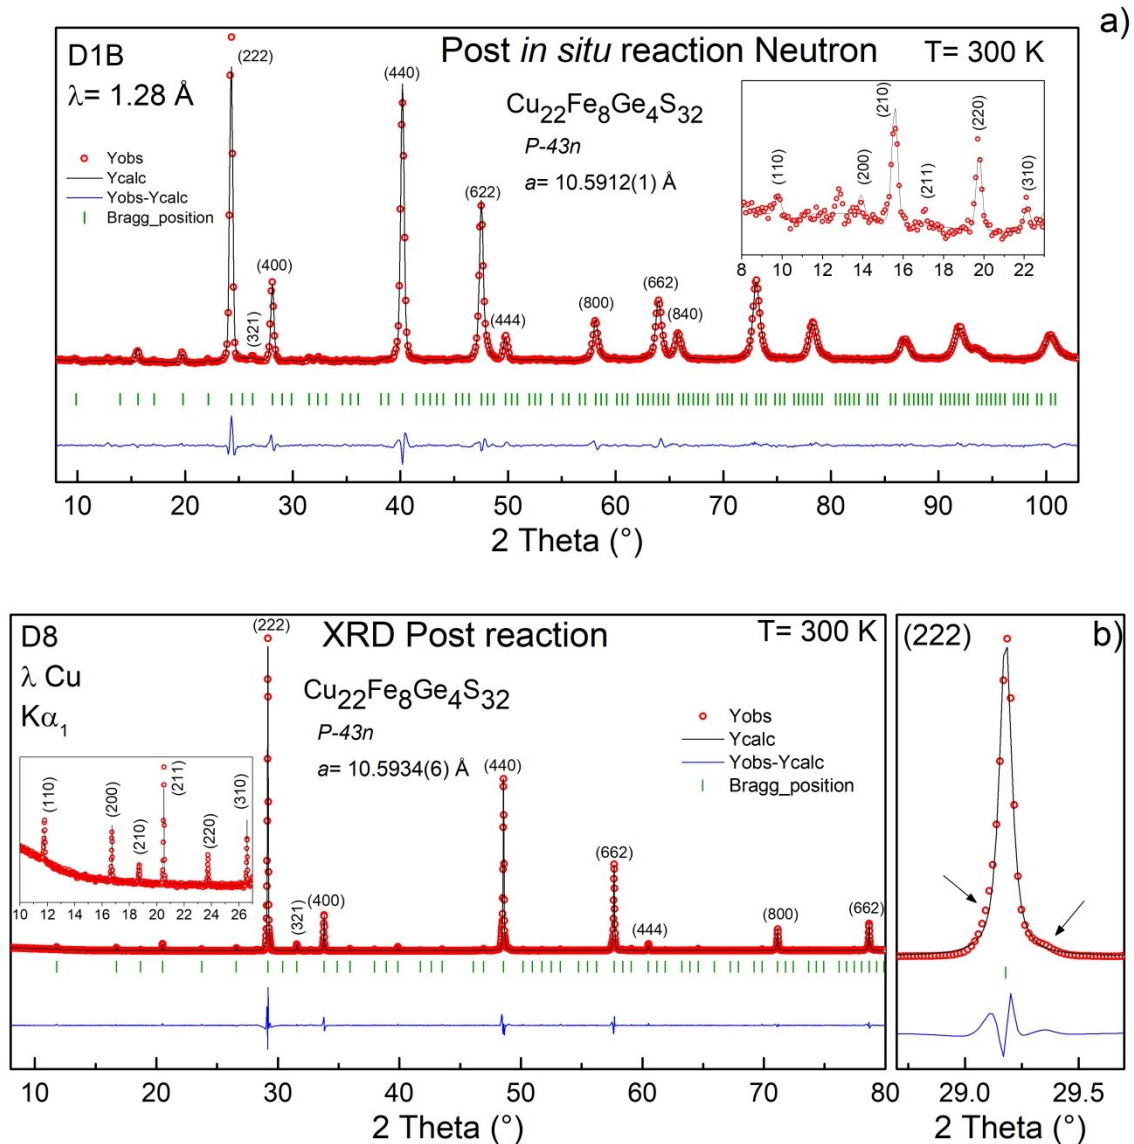 a)
D1B
Post in situ reaction Neutron
T= 300 K
λ= 1.28 Å
(222)
(440)
Cu22Fe8Ge4S32
P-43n
a= 10.5912(1) Å
Yobs
Ycalc
Yobs-Ycalc
Bragg_position
(321)
(400)
(622)
(444)
(800)
(662)
(840)
(110)
(200)
(210)
(211)
(220)
(310)
8 10 12 14 16 18 20 22
10 20 30 40 50 60 70 80 90 100
2 Theta (°)
D8
XRD Post reaction
T= 300 K
λ Cu
Kα1
(222)
Cu22Fe8Ge4S32
P-43n
a= 10.5934(6) Å
Yobs
Ycalc
Yobs-Ycalc
Bragg_position
(110)
(200)
(210)
(211)
(220)
(310)
10 12 14 16 18 20 22 24 26
(321)
(400)
(440)
(662)
(444)
(800)
(662)
10 20 30 40 50 60 70 80
2 Theta (°)
(222)
b)
29.0 29.5
2 Theta (°)